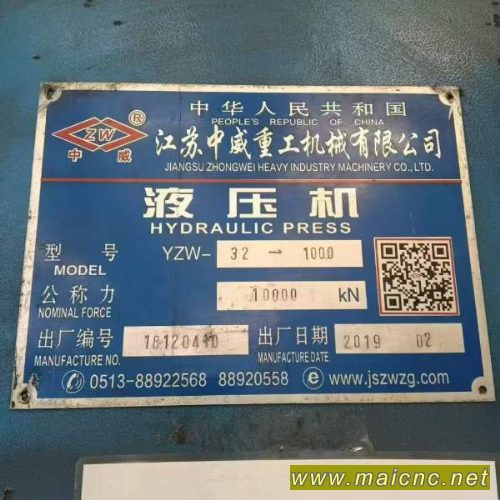 ZW
®
中 威
中华人民共和国
PEOPLE'S REPUBLIC OF CHINA
江苏中威重工机械有限公司
JIANGSU ZHONGWEI HEAVY INDUSTRY MACHINERY CO., LTD.
液压机
HYDRAULIC PRESS
型 号 YZW- 32 - 1000
MODEL
公称力 10000 kN
NOMINAL FORCE
出厂编号 出厂日期 2019 02
MANUFACTURE NO. MANUFACTURE DATE.
0513-88922568 88920558 e www.jszwzg.com
www.maicnc.net